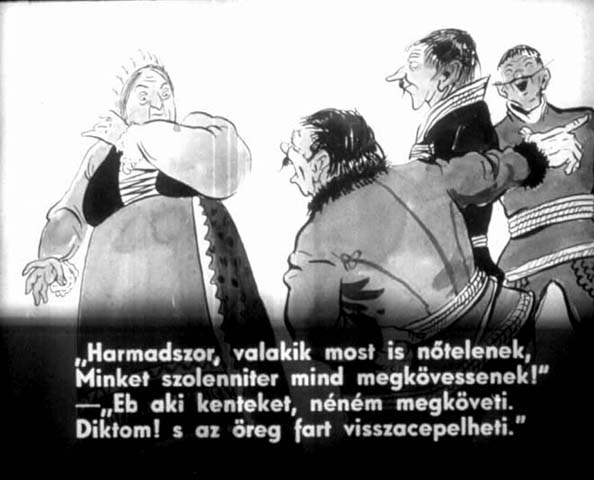 „Harmadszor, valakik most is nőtelenek,
Minket szolenniter mind megkövessenek!"
—„Eb aki kenteket, néném megköveti.
Diktom! s az öreg fart visszacepelheti."